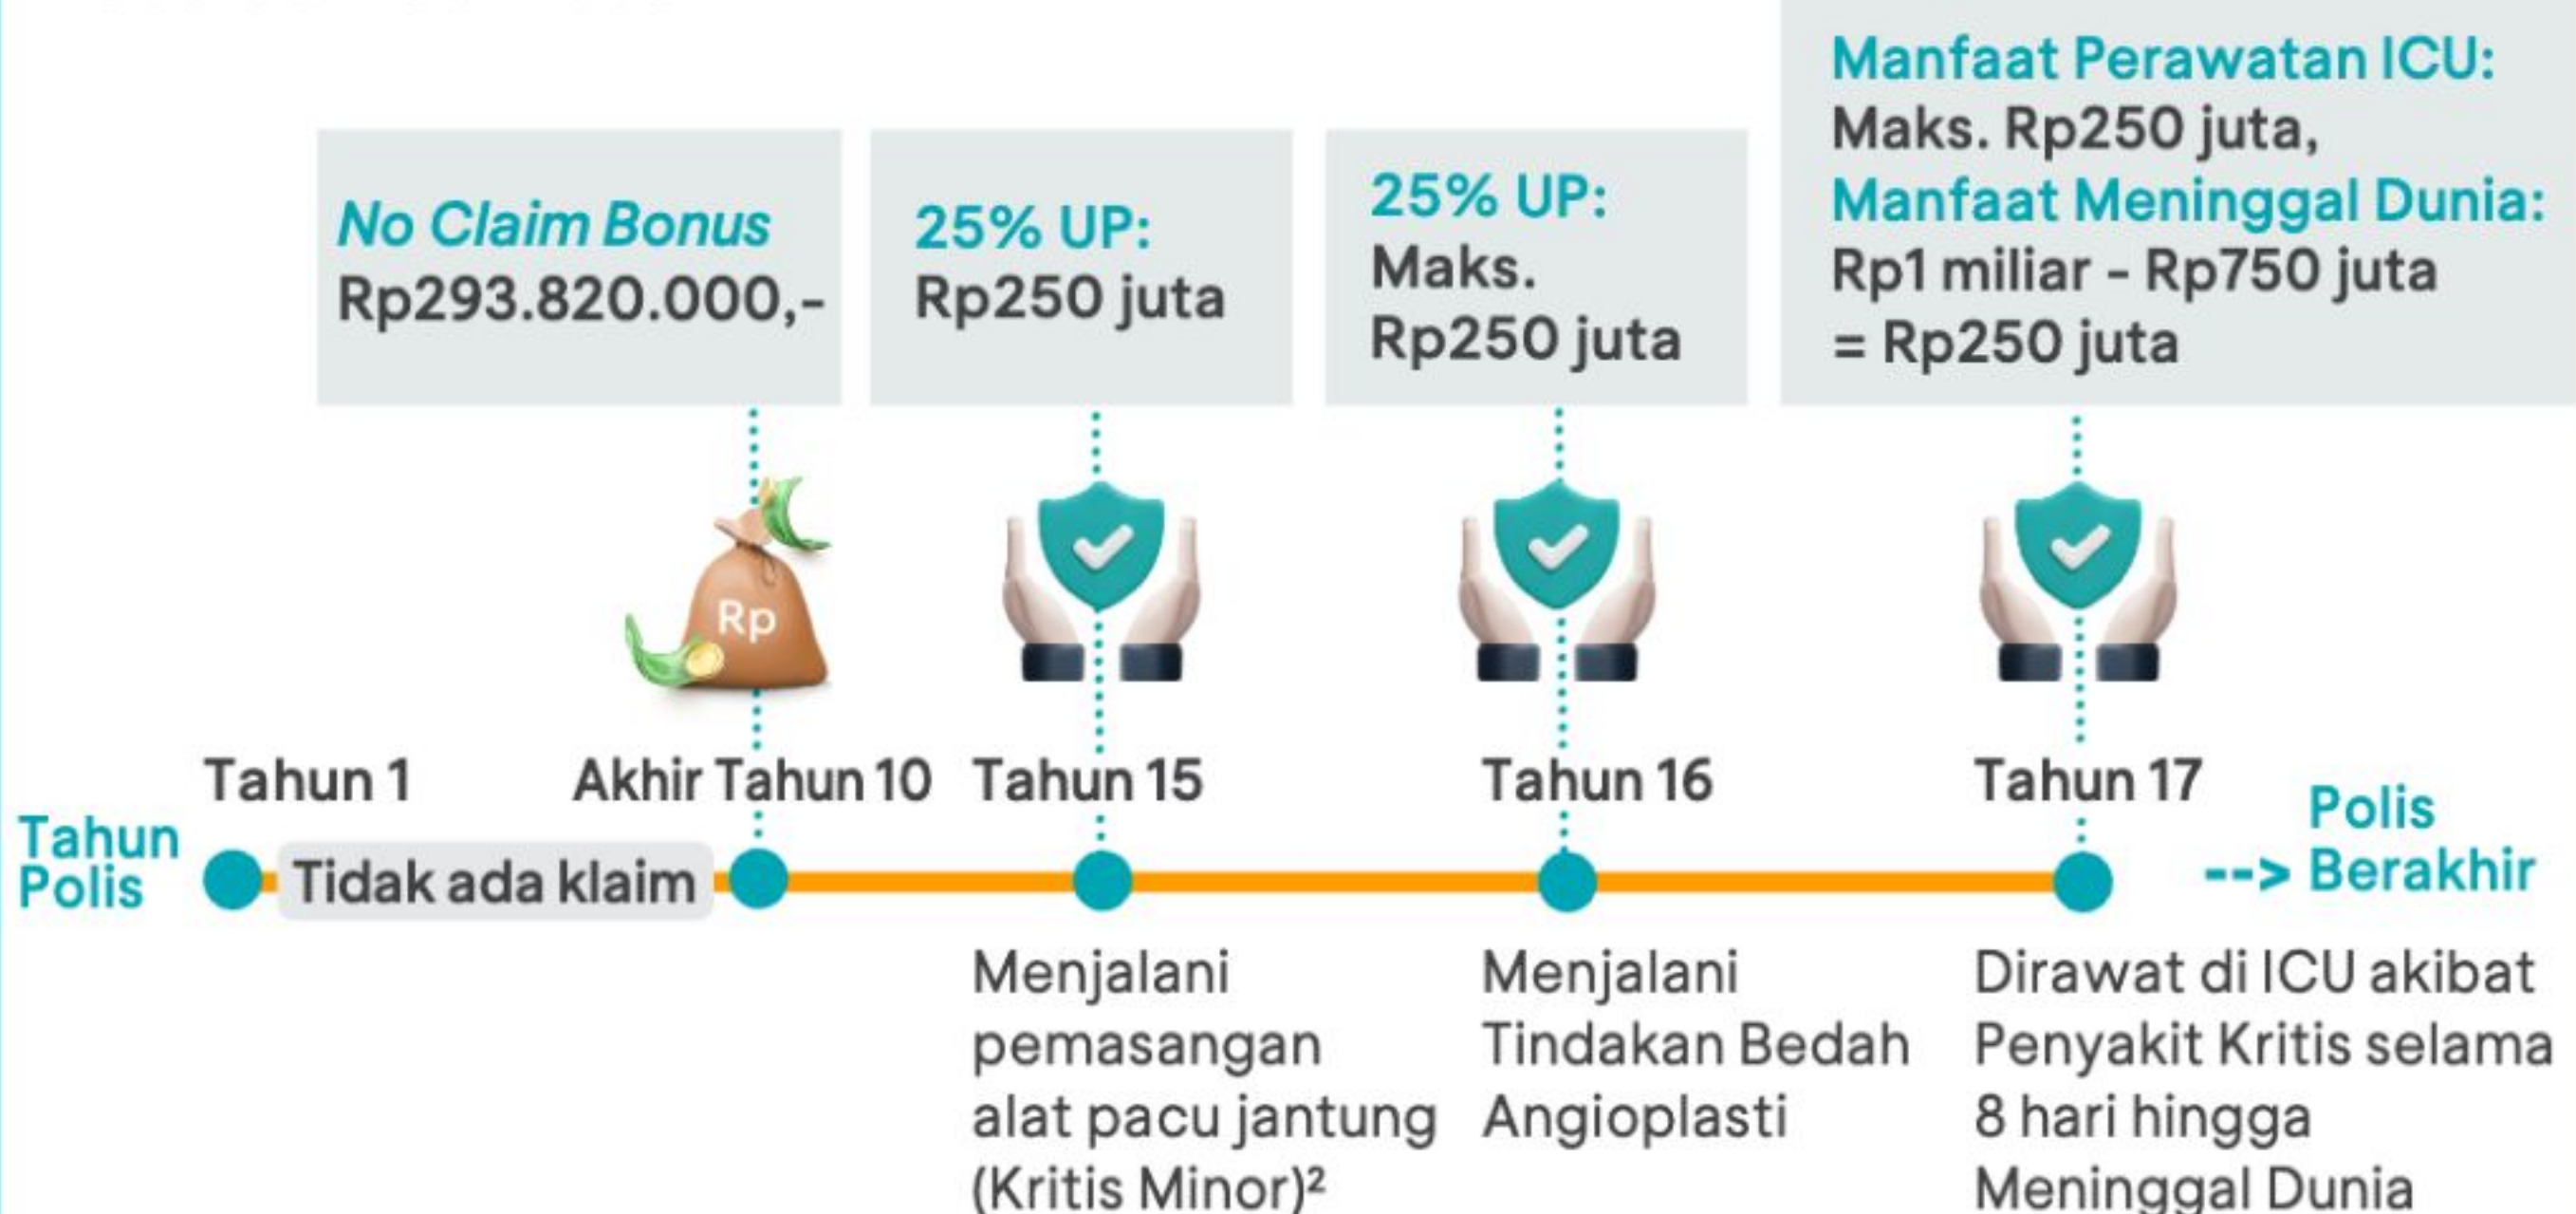 No Claim Bonus
Rp293.820.000,-
25% UP:
Rp250 juta
25% UP:
Maks.
Rp250 juta
Manfaat Perawatan ICU:
Maks. Rp250 juta,
Manfaat Meninggal Dunia:
Rp1 miliar - Rp750 juta
= Rp250 juta
Rp
Tahun 1
Akhir Tahun 10
Tahun 15
Tahun 16
Tahun 17
Tahun
Polis
Tidak ada klaim
Polis
--> Berakhir
Menjalani
pemasangan
alat pacu jantung
(Kritis Minor)²
Menjalani
Tindakan Bedah
Angioplasti
Dirawat di ICU akibat
Penyakit Kritis selama
8 hari hingga
Meninggal Dunia